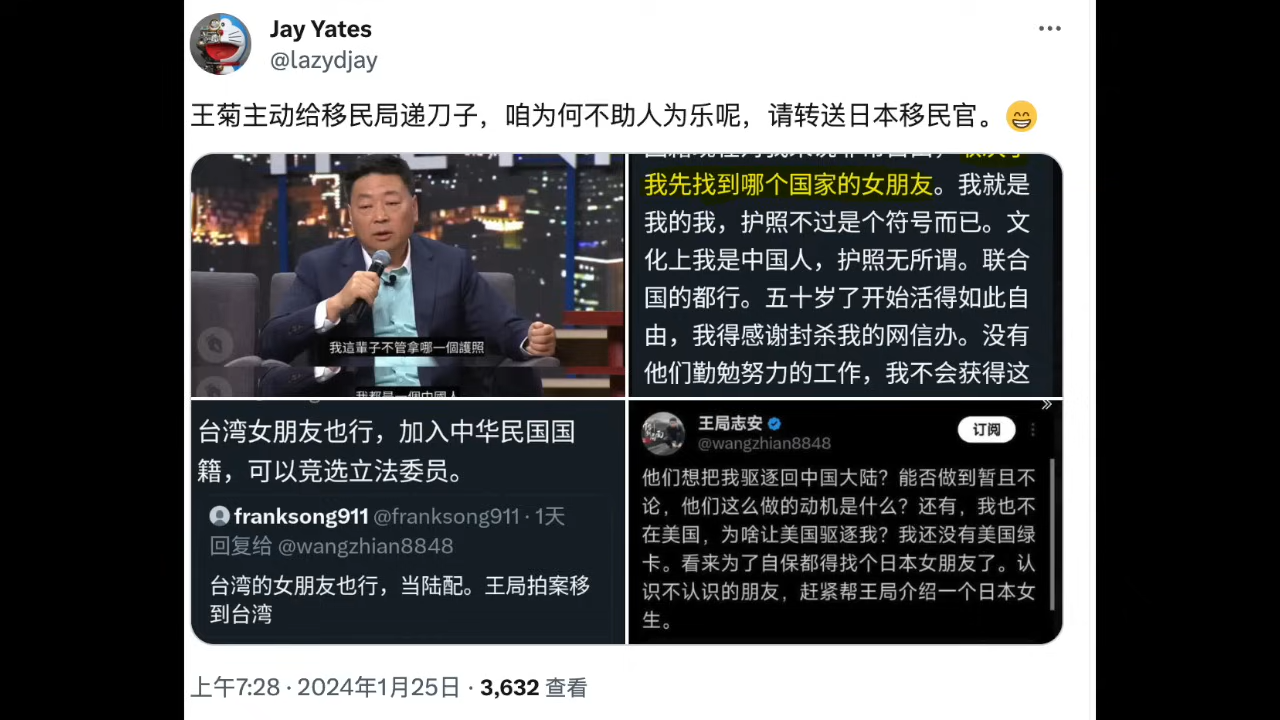 Jay Yates
@lazydjay
王菊主动给移民局递刀子，咱为何不助人为乐呢，请转送日本移民官。😁
我這輩子不管拿哪一個護照
我都是一個中國人
我先找到哪个国家的女朋友。我就是
我的我，护照不过是个符号而已。文
化上我是中国人，护照无所谓。联合
国的都行。五十岁了开始活得如此自
由，我得感谢封杀我的网信办。没有
他们勤勉努力的工作，我不会获得这
台湾女朋友也行，加入中华民国国
籍，可以竞选立法委员。
franksong911 @franksong911 · 1天
回复给 @wangzhian8848
台湾的女朋友也行，当陆配。王局拍案移
到台湾
王局志安
@wangzhian8848
订阅
他们想把我驱逐回中国大陆？能否做到暂且不
论，他们这么做的动机是什么？还有，我也不
在美国，为啥让美国驱逐我？我还没有美国绿
卡。看来为了自保都得找个日本女朋友了。认
识不认识的朋友，赶紧帮王局介绍一个日本女
生。
上午7:28 · 2024年1月25日 · 3,632 查看